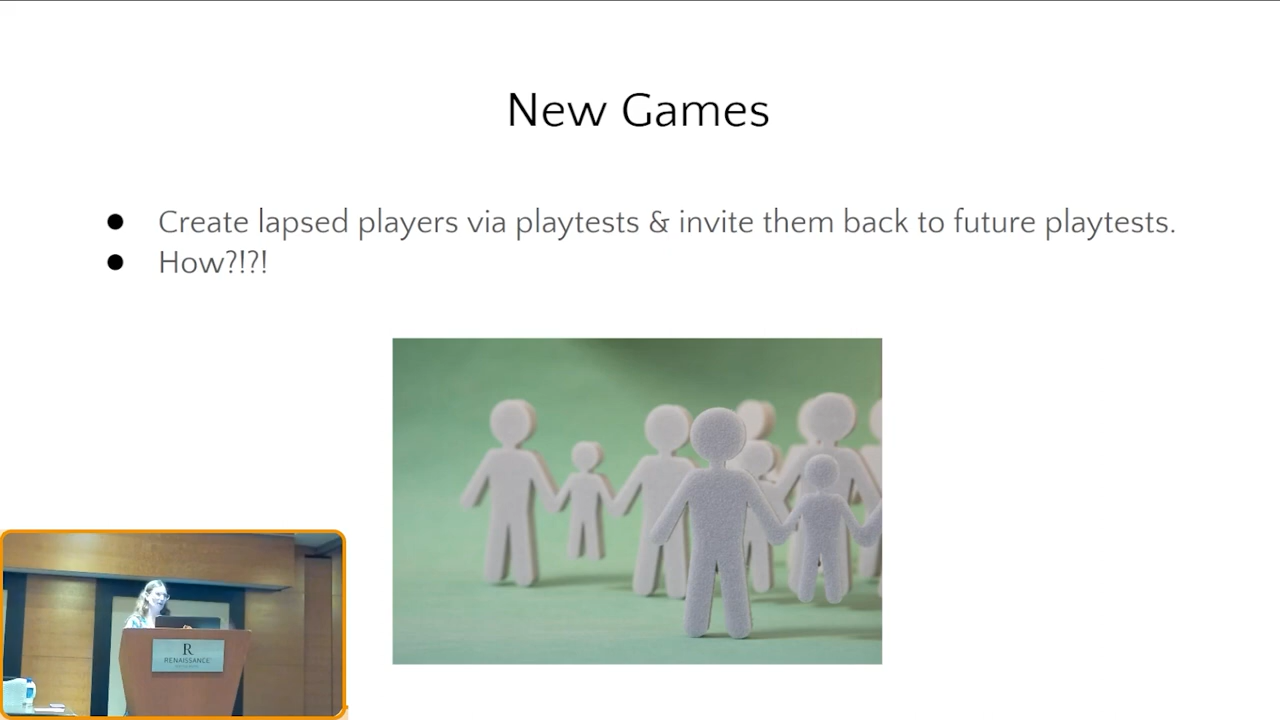 New Games
● Create lapsed players via playtests & invite them back to future playtests.
● How?!?!
R
RENAISSANCE